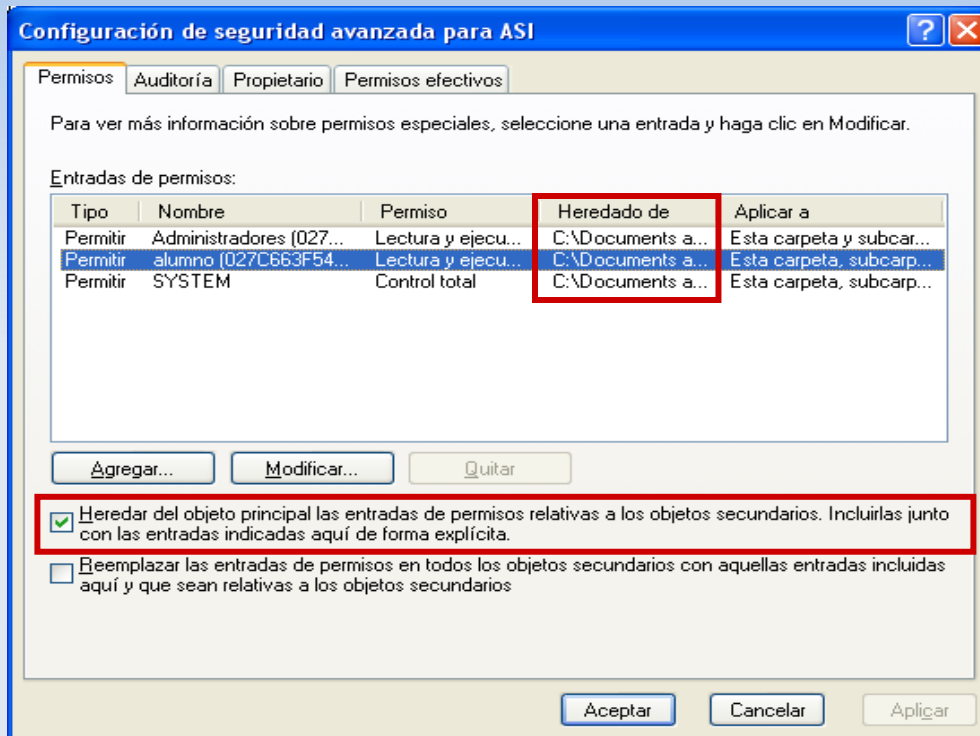 Configuración de seguridad avanzada para ASI
Permisos Auditoría Propietario Permisos efectivos
Para ver más información sobre permisos especiales, seleccione una entrada y haga clic en Modificar.
Entradas de permisos:
Tipo Nombre Permiso Heredado de Aplicar a
Permitir Administradores (027... Lectura y ejecu... C:\Documents a... Esta carpeta y subcar...
Permitir alumno (027C663F54... Lectura y ejecu... C:\Documents a... Esta carpeta, subcarp...
Permitir SYSTEM Control total C:\Documents a... Esta carpeta, subcarp...
Agregar... Modificar... Quitar
Heredar del objeto principal las entradas de permisos relativas a los objetos secundarios. Incluirlas junto
con las entradas indicadas aquí de forma explícita.
Reemplazar las entradas de permisos en todos los objetos secundarios con aquellas entradas incluidas
aquí y que sean relativas a los objetos secundarios
Aceptar Cancelar Aplicar